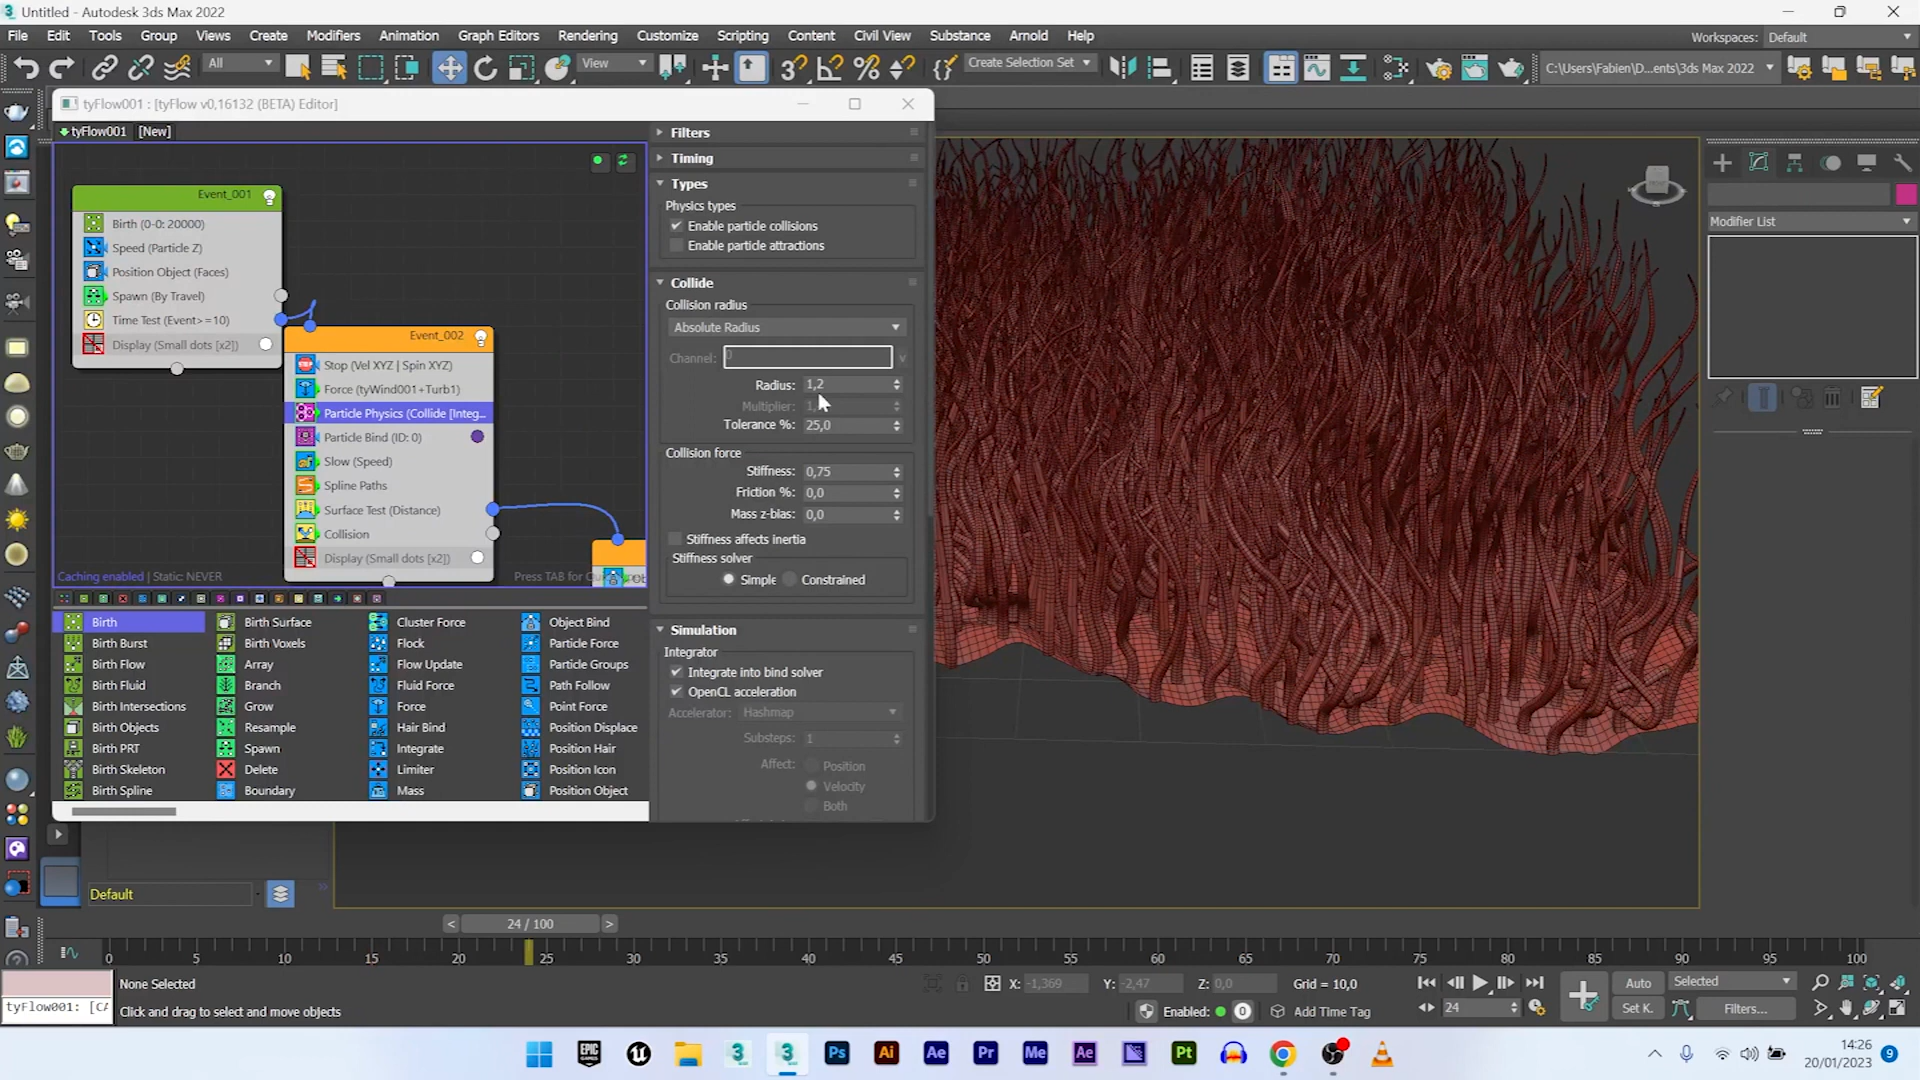 Untitled - Autodesk 3ds Max 2022
File Edit Tools Group Views Create Modifiers Animation Graph Editors Rendering Customize Scripting Content Civil View Substance Arnold Help
Workspaces: Default
All View Create Selection Set C:\Users\Fabien\D...ents\3ds Max 2022
tyFlow001 : [tyFlow v0,16132 (BETA) Editor]
tyFlow001 [New]
Event_001
Birth (0-0: 20000)
Speed (Particle Z)
Position Object (Faces)
Spawn (By Travel)
Time Test (Event>=10)
Display (Small dots [x2])
Event_002
Stop (Vel XYZ | Spin XYZ)
Force (tyWind001+Turb1)
Particle Physics (Collide [Integ...
Particle Bind (ID: 0)
Slow (Speed)
Spline Paths
Surface Test (Distance)
Collision
Display (Small dots [x2])
Caching enabled | Static: NEVER
Press TAB for
Filters
Timing
Types
Physics types
Enable particle collisions
Enable particle attractions
Collide
Collision radius
Absolute Radius
Channel: 0
Radius: 1,2
Multiplier:
Tolerance %: 25,0
Collision force
Stiffness: 0,75
Friction %: 0,0
Mass z-bias: 0,0
Stiffness affects inertia
Stiffness solver
Simple Constrained
Simulation
Integrator
Integrate into bind solver
OpenCL acceleration
Accelerator: Hashmap
Substeps: 1
Affect: Position
Velocity
Both
Birth Birth Surface Cluster Force Object Bind
Birth Burst Birth Voxels Flock Particle Force
Birth Flow Array Flow Update Particle Groups
Birth Fluid Branch Fluid Force Path Follow
Birth Intersections Grow Force Point Force
Birth Objects Resample Hair Bind Position Displace
Birth PRT Spawn Integrate Position Hair
Birth Skeleton Delete Limiter Position Icon
Birth Spline Boundary Mass Position Object
Modifier List
Default
< 24 / 100 >
0 5 10 15 20 25 30 35 40 45 50 55 60 65 70 75 80 85 90 95 100
None Selected
X: -1,369 Y: -2,47 Z: 0,0 Grid = 10,0
Auto Selected
tyFlow001: [CA
Click and drag to select and move objects
Enabled: 0 Add Time Tag
24
Set K. Filters...
EPIC GAMES
Ps Ai Ae Pr Me Ae Pt
14:26
20/01/2023
9